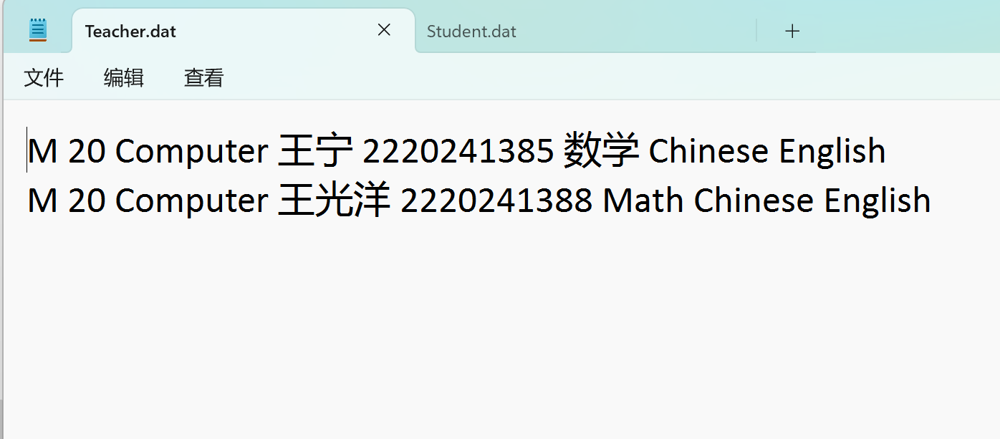 Teacher.dat Student.dat
文件 编辑 查看
M 20 Computer 王宁 2220241385 数学 Chinese English
M 20 Computer 王光洋 2220241388 Math Chinese English